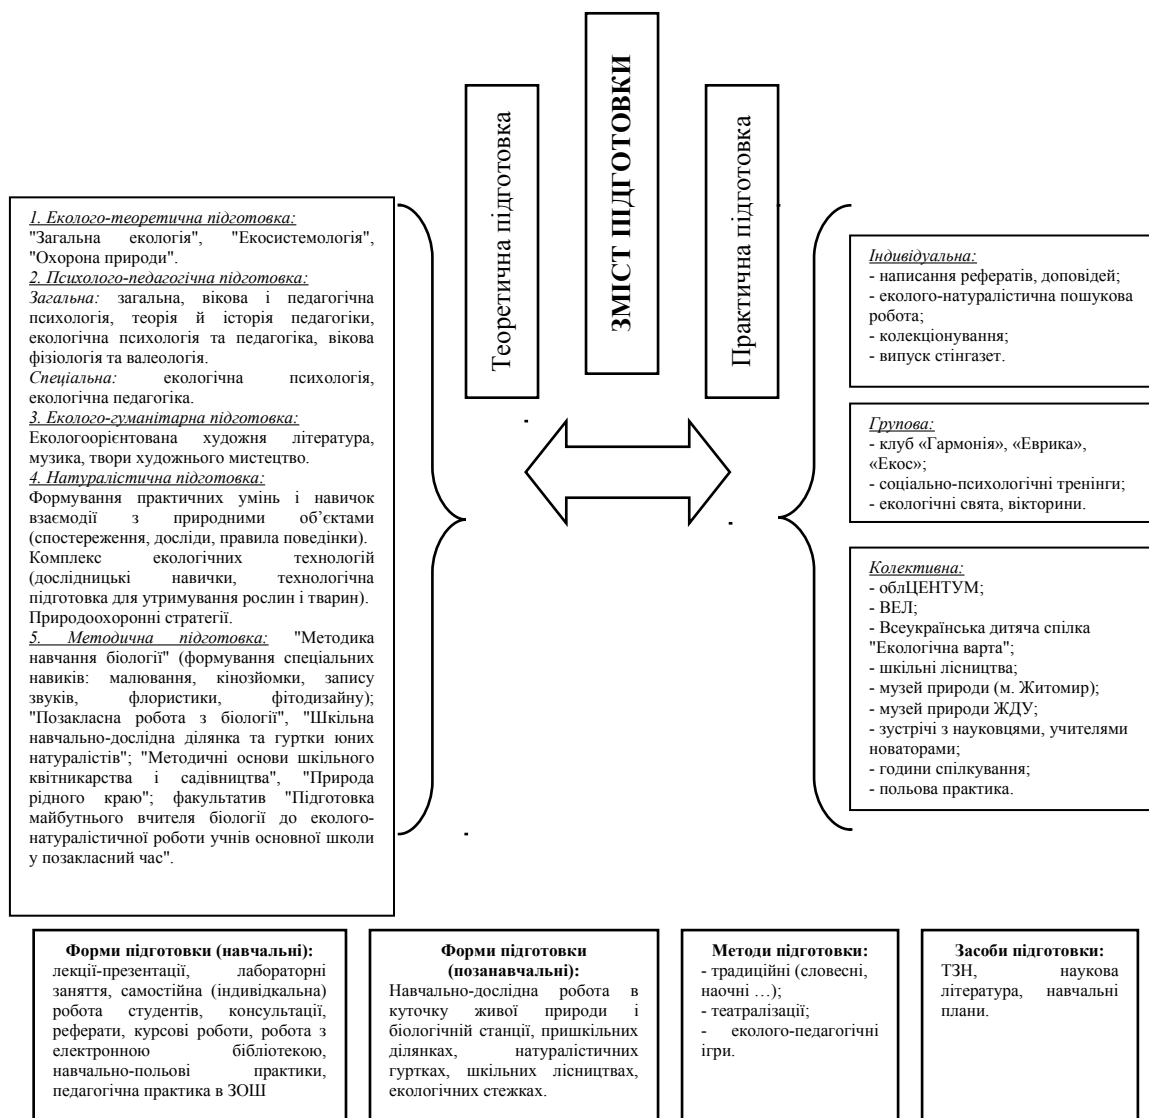 ЗМІСТ ПІДГОТОВКИ
Теоретична підготовка
Практична підготовка
1. Еколого-теоретична підготовка:
"Загальна екологія", "Екосистемологія",
"Охорона природи".
2. Психолого-педагогічна підготовка:
Загальна: загальна, вікова і педагогічна
психологія, теорія й історія педагогіки,
екологічна психологія та педагогіка, вікова
фізіологія та валеологія.
Спеціальна: екологічна психологія,
екологічна педагогіка.
3. Еколого-гуманітарна підготовка:
Екологоорієнтована художня література,
музика, твори художнього мистецтво.
4. Натуралістична підготовка:
Формування практичних умінь і навичок
взаємодії з природними об’єктами
(спостереження, досліди, правила поведінки).
Комплекс екологічних технологій
(дослідницькі навички, технологічна
підготовка для утримування рослин і тварин).
Природоохоронні стратегії.
5. Методична підготовка: "Методика
навчання біології" (формування спеціальних
навиків: малювання, кінозйомки, запису
звуків, флористики, фітодизайну);
"Позакласна робота з біології", "Шкільна
навчально-дослідна ділянка та гуртки юних
натуралістів"; "Методичні основи шкільного
квітникарства і садівництва", "Природа
рідного краю"; факультатив "Підготовка
майбутнього вчителя біології до еколого-
натуралістичної роботи учнів основної школи
у позакласний час".
Індивідуальна:
- написання рефератів, доповідей;
- еколого-натуралістична пошукова
робота;
- колекціонування;
- випуск стінгазет.
Групова:
- клуб «Гармонія», «Еврика»,
«Екос»;
- соціально-психологічні тренінги;
- екологічні свята, вікторини.
Колективна:
- облЦЕНТУМ;
- ВЕЛ;
- Всеукраїнська дитяча спілка
"Екологічна варта";
- шкільні лісництва;
- музей природи (м. Житомир);
- музей природи ЖДУ;
- зустрічі з науковцями, учителями
новаторами;
- години спілкування;
- польова практика.
Форми підготовки (навчальні):
лекції-презентації, лабораторні
заняття, самостійна (індивідкальна)
робота студентів, консультації,
реферати, курсові роботи, робота з
електронною бібліотекою,
навчально-польові практики,
педагогічна практика в ЗОШ
Форми підготовки
(позанавчальні):
Навчально-дослідна робота в
куточку живої природи і
біологічній станції, пришкільних
ділянках, натуралістичних
гуртках, шкільних лісництвах,
екологічних стежках.
Методи підготовки:
- традиційні (словесні,
наочні …);
- театралізації;
- еколого-педагогічні
ігри.
Засоби підготовки:
ТЗН, наукова
література, навчальні
плани.